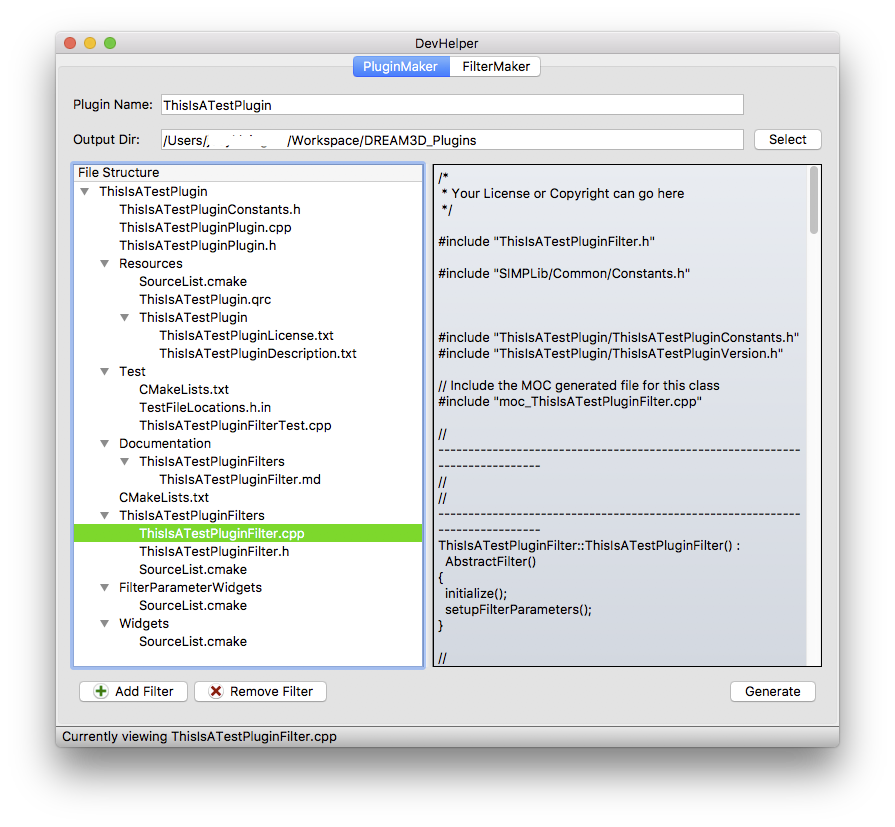 DevHelper
PluginMaker FilterMaker
Plugin Name: ThisIsATestPlugin
Output Dir: /Users/ /Workspace/DREAM3D_Plugins Select
File Structure
ThisIsATestPlugin
ThisIsATestPluginConstants.h
ThisIsATestPluginPlugin.cpp
ThisIsATestPluginPlugin.h
Resources
SourceList.cmake
ThisIsATestPlugin.qrc
ThisIsATestPlugin
ThisIsATestPluginLicense.txt
ThisIsATestPluginDescription.txt
Test
CMakeLists.txt
TestFileLocations.h.in
ThisIsATestPluginFilterTest.cpp
Documentation
ThisIsATestPluginFilters
ThisIsATestPluginFilter.md
CMakeLists.txt
ThisIsATestPluginFilters
ThisIsATestPluginFilter.cpp
ThisIsATestPluginFilter.h
SourceList.cmake
FilterParameterWidgets
SourceList.cmake
Widgets
SourceList.cmake
/*
* Your License or Copyright can go here
*/
#include "ThisIsATestPluginFilter.h"
#include "SIMPLib/Common/Constants.h"
#include "ThisIsATestPlugin/ThisIsATestPluginConstants.h"
#include "ThisIsATestPlugin/ThisIsATestPluginVersion.h"
// Include the MOC generated file for this class
#include "moc_ThisIsATestPluginFilter.cpp"
//
-------------------------------------------------------------
-----------------
//
//
-------------------------------------------------------------
-----------------
ThisIsATestPluginFilter::ThisIsATestPluginFilter() :
AbstractFilter()
{
initialize();
setupFilterParameters();
}
//
Add Filter Remove Filter Generate
Currently viewing ThisIsATestPluginFilter.cpp